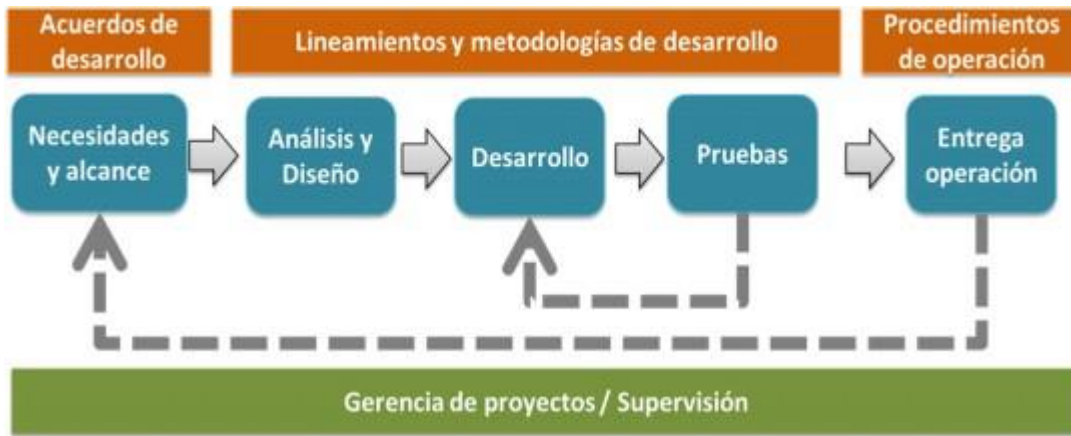 Acuerdos de
desarrollo
Lineamientos y metodologías de desarrollo
Procedimientos
de operación
Necesidades
y alcance
Análisis y
Diseño
Desarrollo
Pruebas
Entrega
operación
Gerencia de proyectos / Supervisión